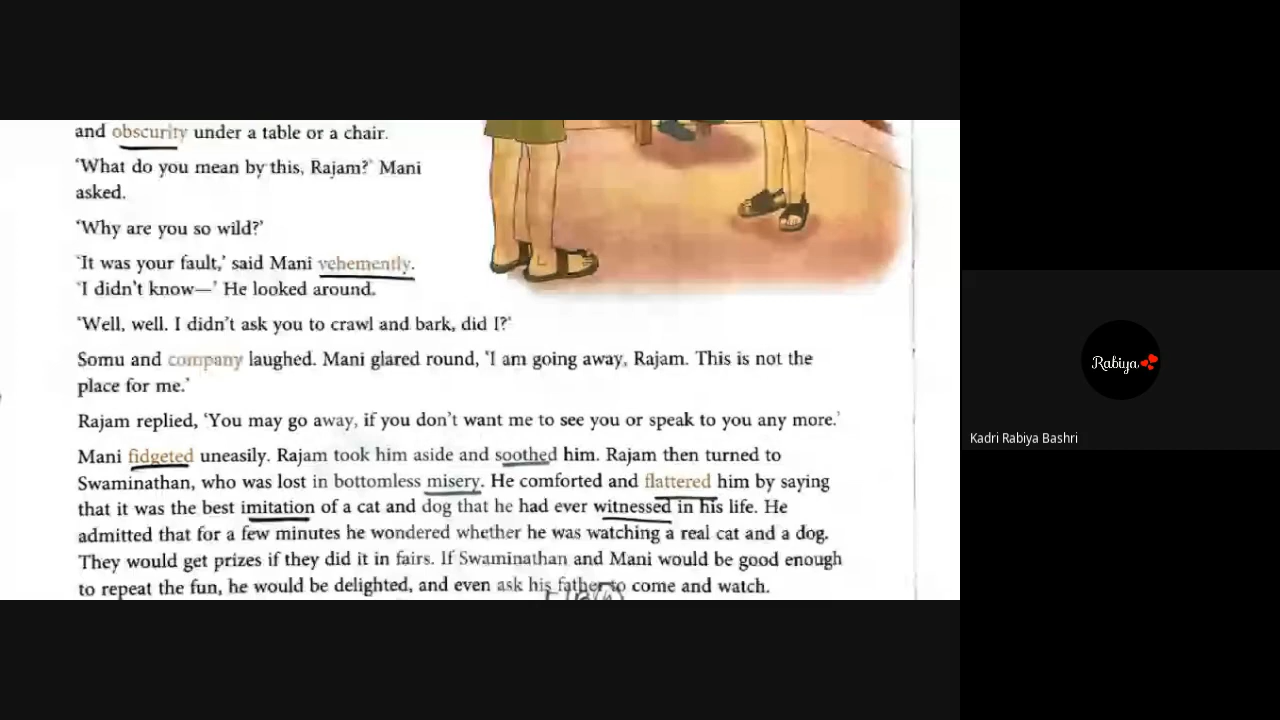 and obscurity under a table or a chair.
'What do you mean by this, Rajam?' Mani
asked.
'Why are you so wild?'
'It was your fault,' said Mani vehemently.
'I didn't know—' He looked around.
'Well, well. I didn't ask you to crawl and bark, did I?'
Somu and company laughed. Mani glared round, 'I am going away, Rajam. This is not the
place for me.'
Rajam replied, 'You may go away, if you don't want me to see you or speak to you any more.'
Mani fidgeted uneasily. Rajam took him aside and soothed him. Rajam then turned to
Swaminathan, who was lost in bottomless misery. He comforted and flattered him by saying
that it was the best imitation of a cat and dog that he had ever witnessed in his life. He
admitted that for a few minutes he wondered whether he was watching a real cat and a dog.
They would get prizes if they did it in fairs. If Swaminathan and Mani would be good enough
to repeat the fun, he would be delighted, and even ask his father to come and watch.
Rabiya
Kadri Rabiya Bashri